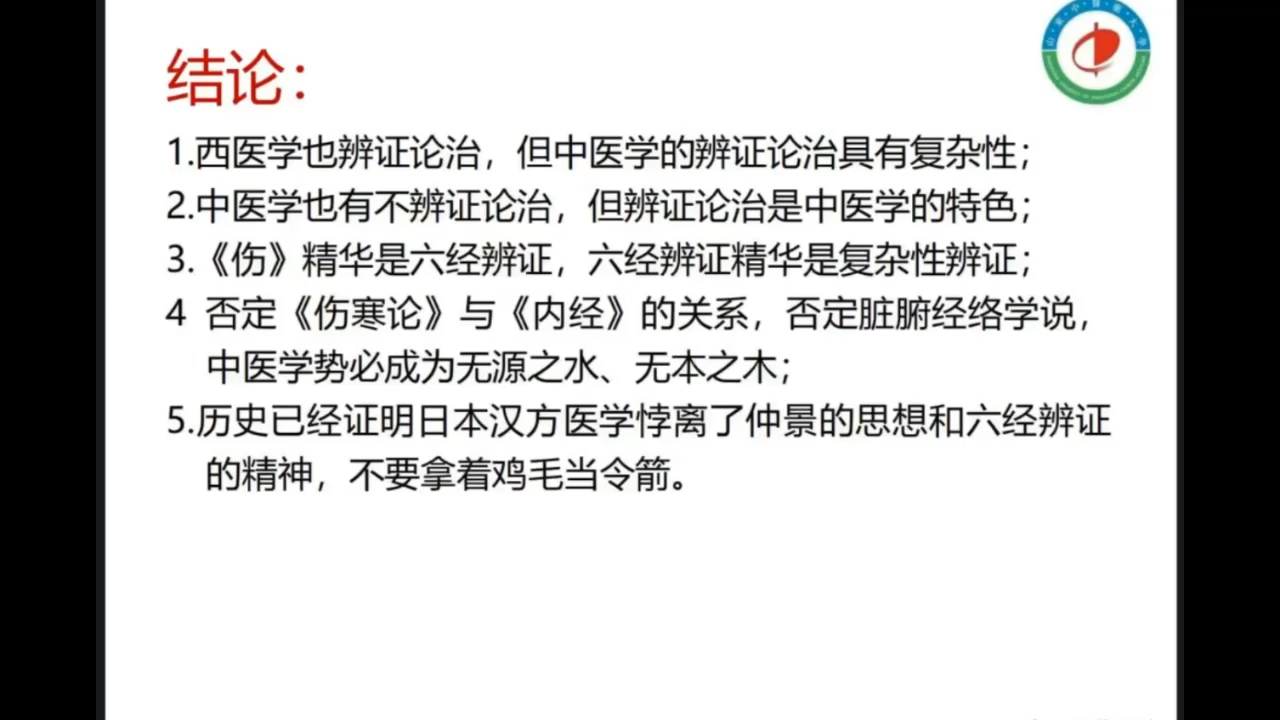 结论：
1.西医学也辨证论治，但中医学的辨证论治具有复杂性；
2.中医学也有不辨证论治，但辨证论治是中医学的特色；
3.《伤》精华是六经辨证，六经辨证精华是复杂性辨证；
4 否定《伤寒论》与《内经》的关系，否定脏腑经络学说，
中医学势必成为无源之水、无本之木；
5.历史已经证明日本汉方医学悖离了仲景的思想和六经辨证
的精神，不要拿着鸡毛当令箭。
山东中医药大学